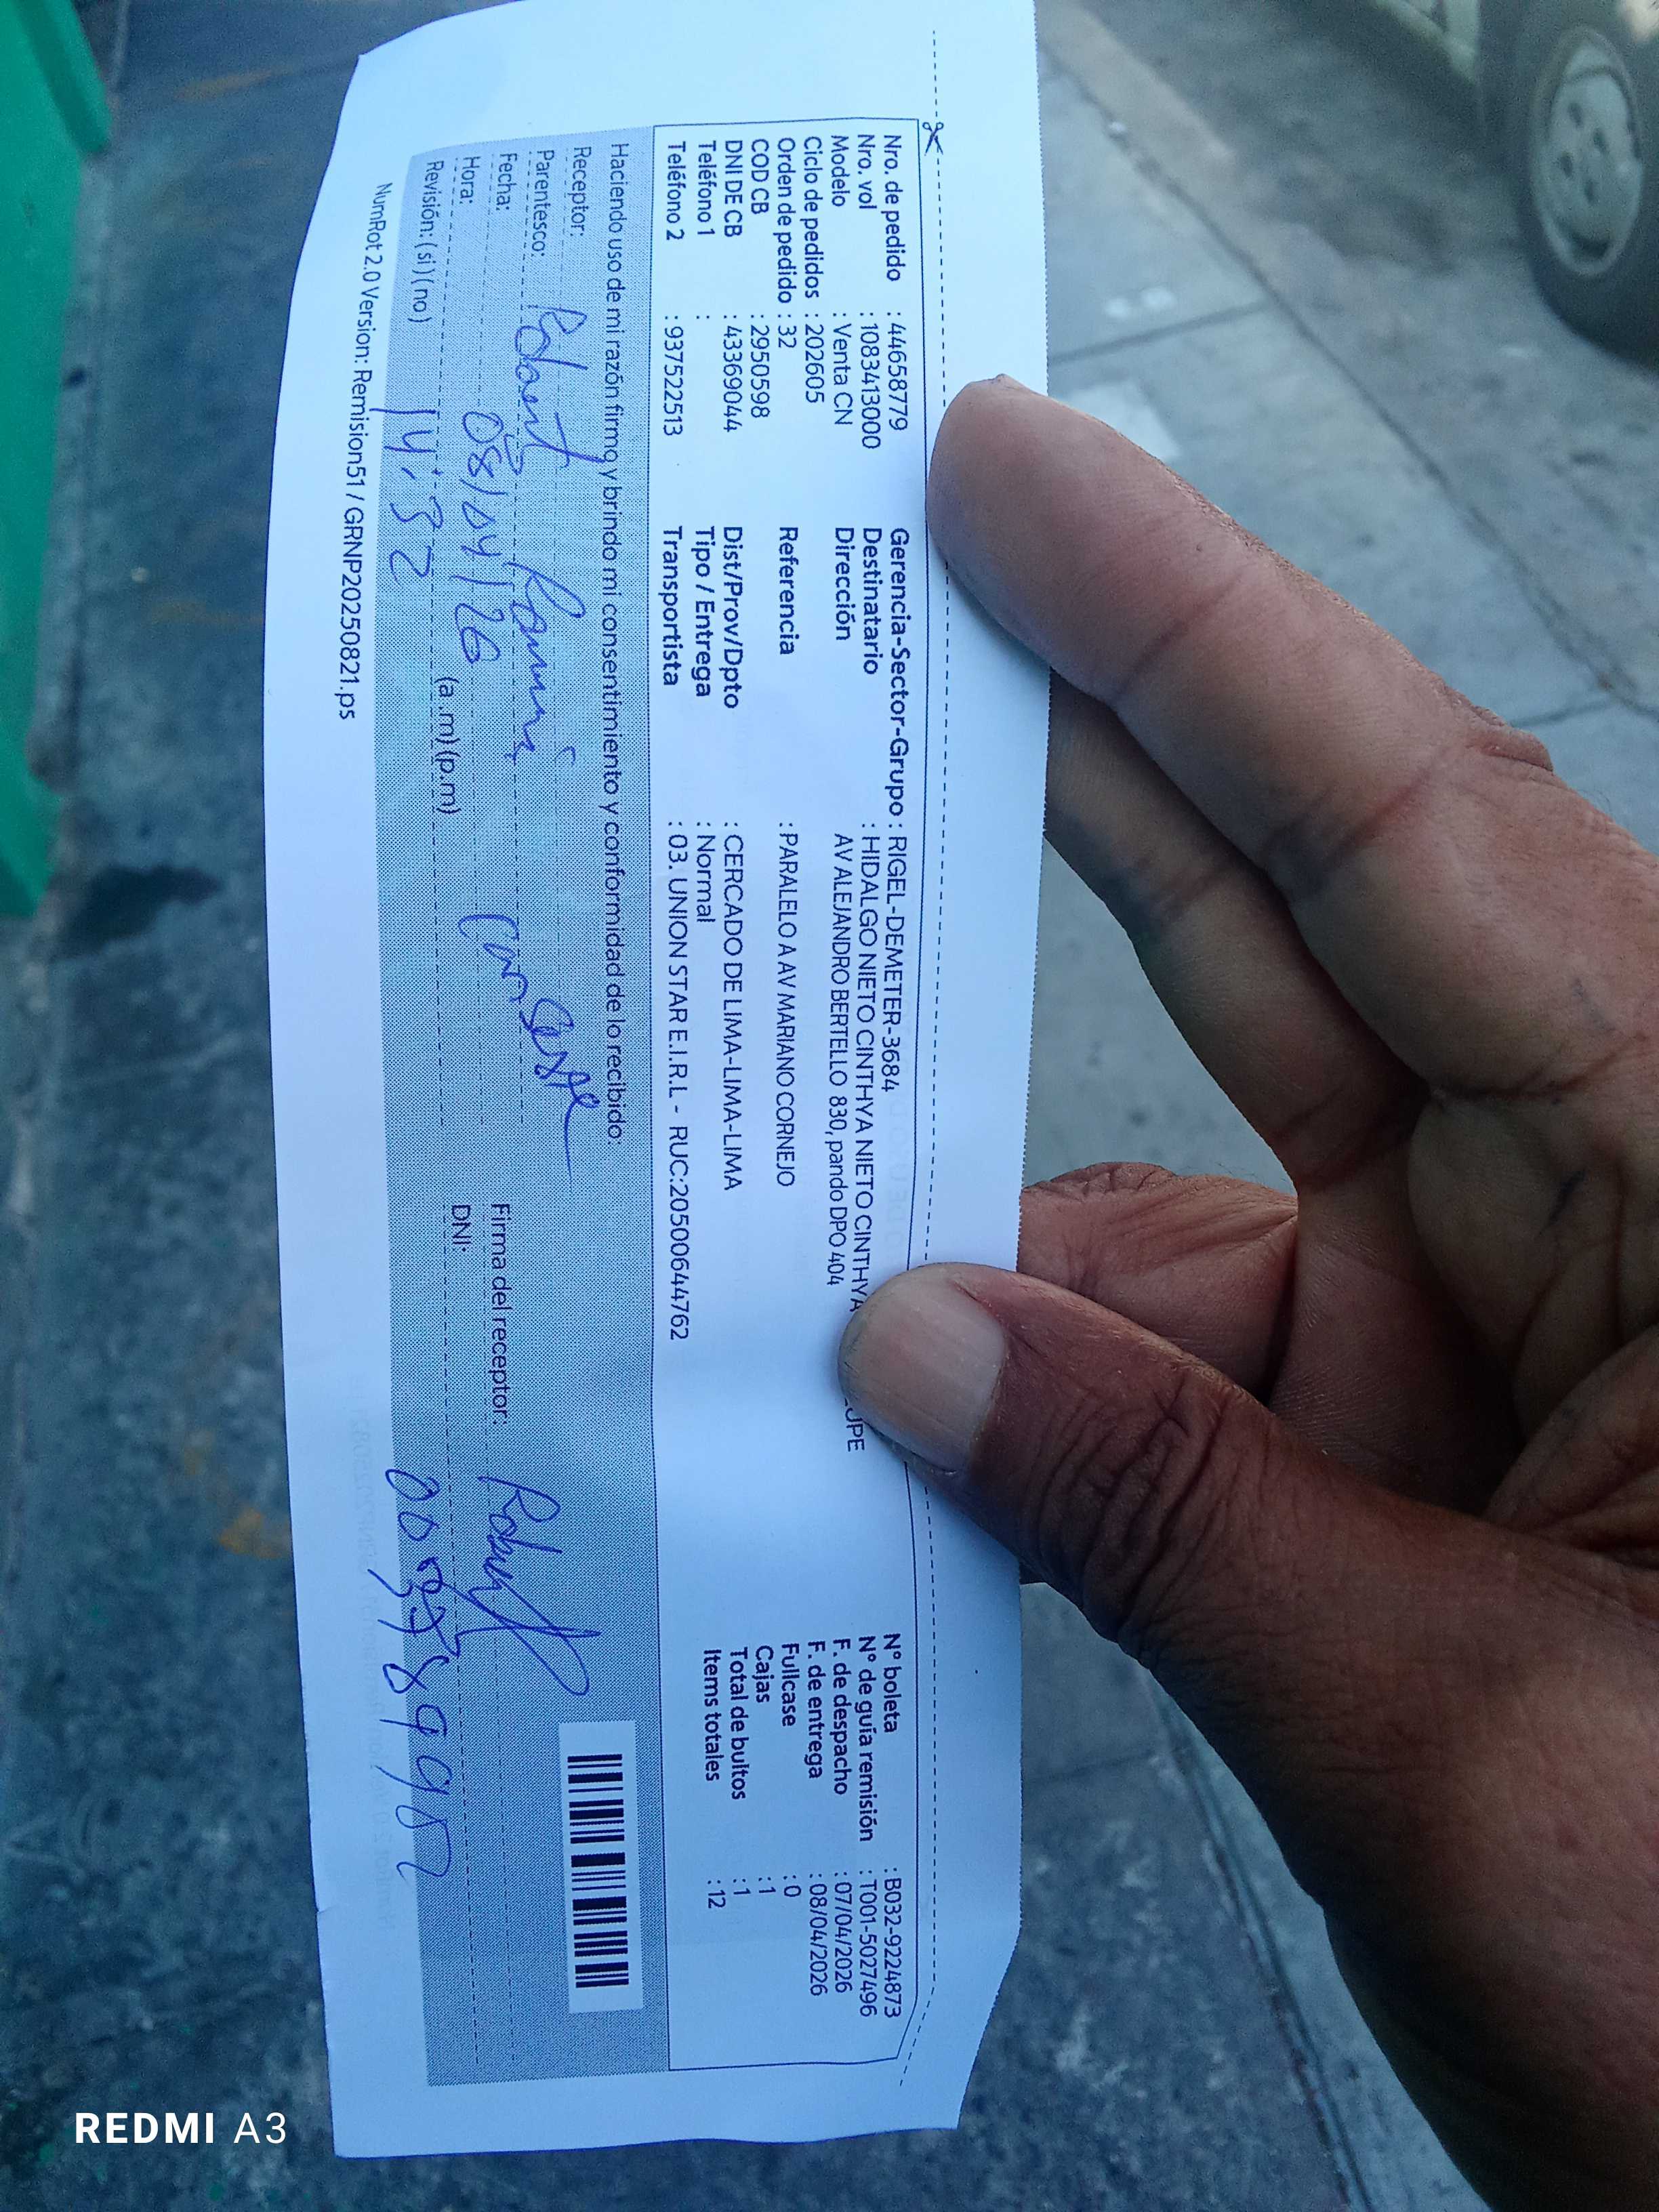 Nro. de pedido : 44658779
Nro. vol : 1083413000
Modelo : Venta CN
Ciclo de pedidos : 202605
Orden de pedido : 32
COD CB : 2950598
DNI DE CB : 43369044
Teléfono 1 :
Teléfono 2 : 937522513
Gerencia-Sector-Grupo : RIGEL-DEMETER-3684
Destinatario : HIDALGO NIETO CINTHYA NIETO CINTHYA
Dirección AV ALEJANDRO BERTELLO 830, pando DPO 404
Referencia : PARALELO A AV MARIANO CORNEJO
Dist/Prov/Dpto : CERCADO DE LIMA-LIMA-LIMA
Tipo / Entrega : Normal
Transportista : 03. UNION STAR E.I.R.L - RUC:20500644762
N° boleta : B032-9224873
N° de guía remisión : T001-5027496
F. de despacho : 07/04/2026
F. de entrega : 08/04/2026
Fullcase : 0
Cajas : 1
Total de bultos : 1
Items totales : 12
Haciendo uso de mi razón firmo y brindo mi consentimiento y conformidad de lo recibido:
Receptor:
Parentesco:
Fecha: 08/04/26
Hora: 14:32 (a.m) (p.m)
Revisión: (si) (no)
Firma del receptor:
DNI:
NumRot 2.0 Version: Remision51 / GRNP20250821.ps
REDMI A3